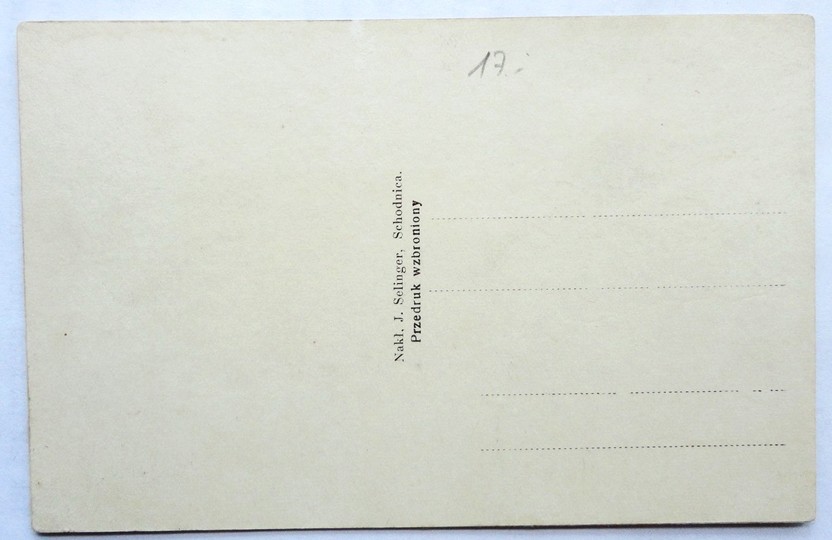 17.
Nakl. J. Selinger, Schodnica.
Przedruk wzbroniony